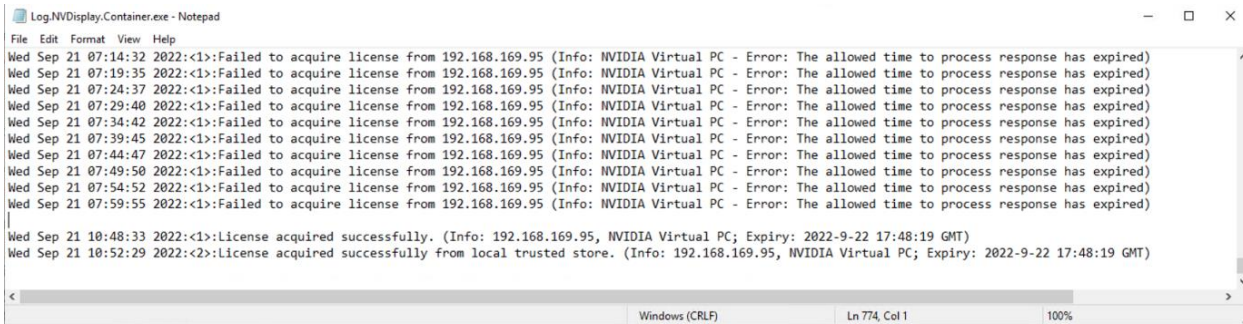 Log.NVDisplay.Container.exe - Notepad
File Edit Format View Help
Wed Sep 21 07:14:32 2022:<1>:Failed to acquire license from 192.168.169.95 (Info: NVIDIA Virtual PC - Error: The allowed time to process response has expired)
Wed Sep 21 07:19:35 2022:<1>:Failed to acquire license from 192.168.169.95 (Info: NVIDIA Virtual PC - Error: The allowed time to process response has expired)
Wed Sep 21 07:24:37 2022:<1>:Failed to acquire license from 192.168.169.95 (Info: NVIDIA Virtual PC - Error: The allowed time to process response has expired)
Wed Sep 21 07:29:40 2022:<1>:Failed to acquire license from 192.168.169.95 (Info: NVIDIA Virtual PC - Error: The allowed time to process response has expired)
Wed Sep 21 07:34:42 2022:<1>:Failed to acquire license from 192.168.169.95 (Info: NVIDIA Virtual PC - Error: The allowed time to process response has expired)
Wed Sep 21 07:39:45 2022:<1>:Failed to acquire license from 192.168.169.95 (Info: NVIDIA Virtual PC - Error: The allowed time to process response has expired)
Wed Sep 21 07:44:47 2022:<1>:Failed to acquire license from 192.168.169.95 (Info: NVIDIA Virtual PC - Error: The allowed time to process response has expired)
Wed Sep 21 07:49:50 2022:<1>:Failed to acquire license from 192.168.169.95 (Info: NVIDIA Virtual PC - Error: The allowed time to process response has expired)
Wed Sep 21 07:54:52 2022:<1>:Failed to acquire license from 192.168.169.95 (Info: NVIDIA Virtual PC - Error: The allowed time to process response has expired)
Wed Sep 21 07:59:55 2022:<1>:Failed to acquire license from 192.168.169.95 (Info: NVIDIA Virtual PC - Error: The allowed time to process response has expired)
Wed Sep 21 10:48:33 2022:<1>:License acquired successfully. (Info: 192.168.169.95, NVIDIA Virtual PC; Expiry: 2022-9-22 17:48:19 GMT)
Wed Sep 21 10:52:29 2022:<2>:License acquired successfully from local trusted store. (Info: 192.168.169.95, NVIDIA Virtual PC; Expiry: 2022-9-22 17:48:19 GMT)
Windows (CRLF) Ln 774, Col 1 100%